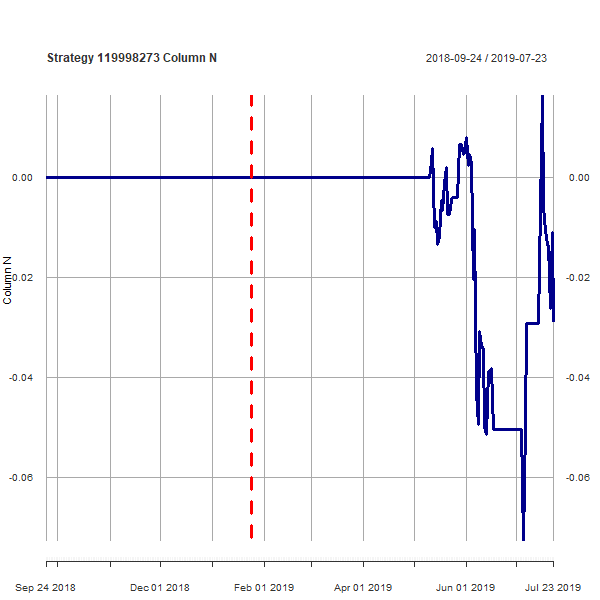 Strategy 119998273 Column N
2018-09-24 / 2019-07-23
0.00 0.00
-0.02 -0.02
Column N
-0.04 -0.04
-0.06 -0.06
Sep 24 2018 Dec 01 2018 Feb 01 2019 Apr 01 2019 Jun 01 2019 Jul 23 2019